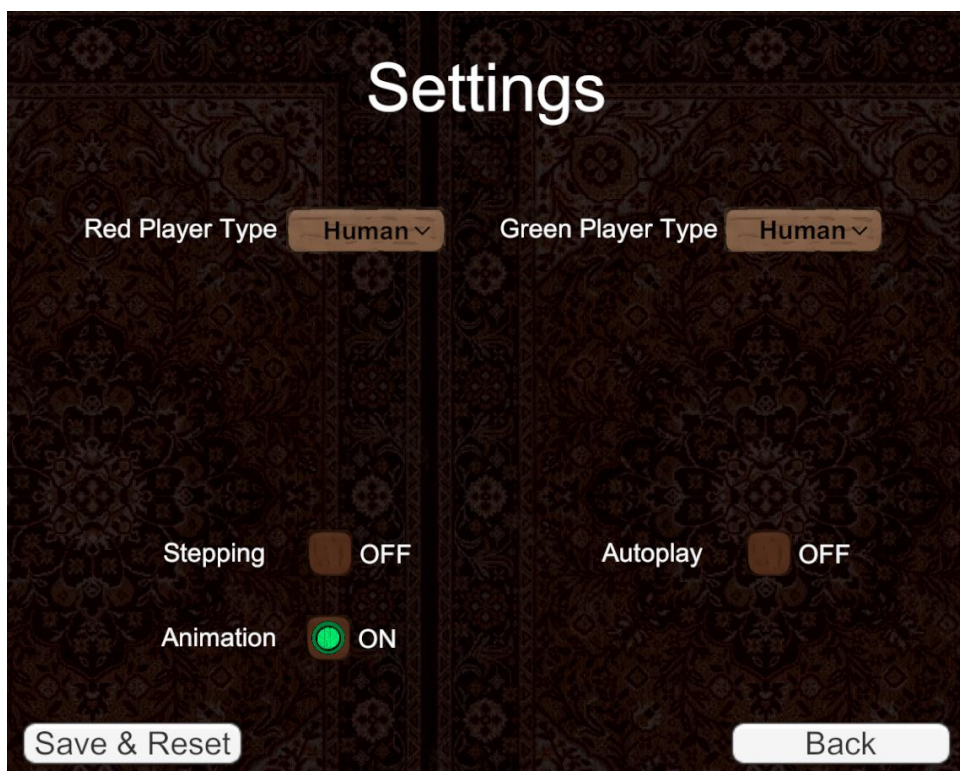 Settings
Red Player Type Human
Green Player Type Human
Stepping OFF
Autoplay OFF
Animation ON
Save & Reset
Back